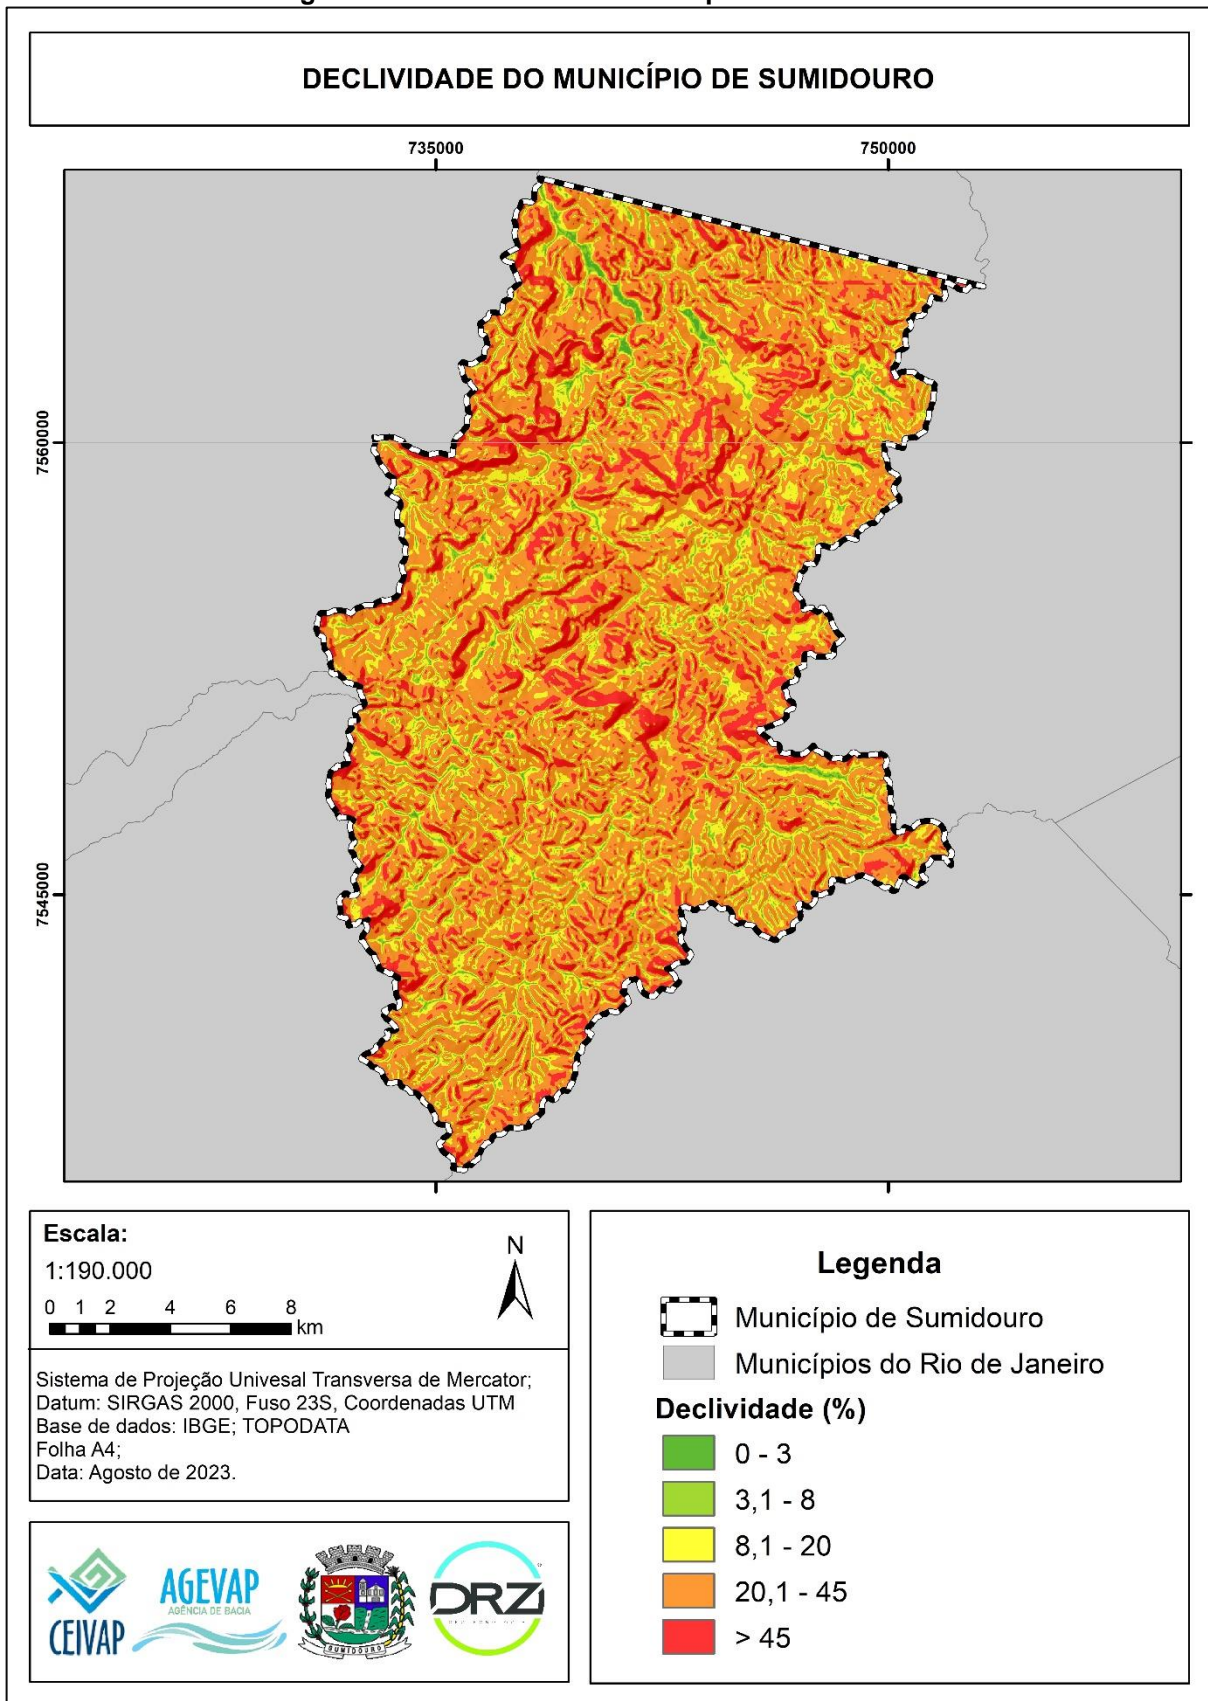 DECLIVIDADE DO MUNICÍPIO DE SUMIDOURO
735000
750000
7560000
7545000
Escala:
1:190.000
0 1 2 4 6 8
km
N
Sistema de Projeção Univesal Transversa de Mercator;
Datum: SIRGAS 2000, Fuso 23S, Coordenadas UTM
Base de dados: IBGE; TOPODATA
Folha A4;
Data: Agosto de 2023.
CEIVAP
AGEVAP
AGÊNCIA DE BACIA
SUMIDOURO
DRZ
Legenda
Município de Sumidouro
Municípios do Rio de Janeiro
Declividade (%)
0 - 3
3,1 - 8
8,1 - 20
20,1 - 45
> 45